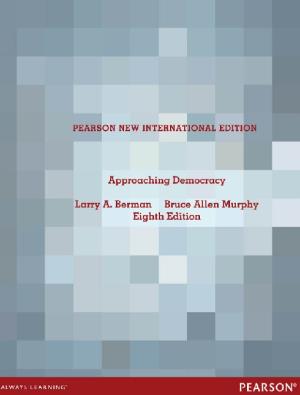 PEARSON NEW INTERNATIONAL EDITION
Approaching Democracy
Larry A. Berman Bruce Allen Murphy
Eighth Edition
ALWAYS LEARNING
PEARSON®